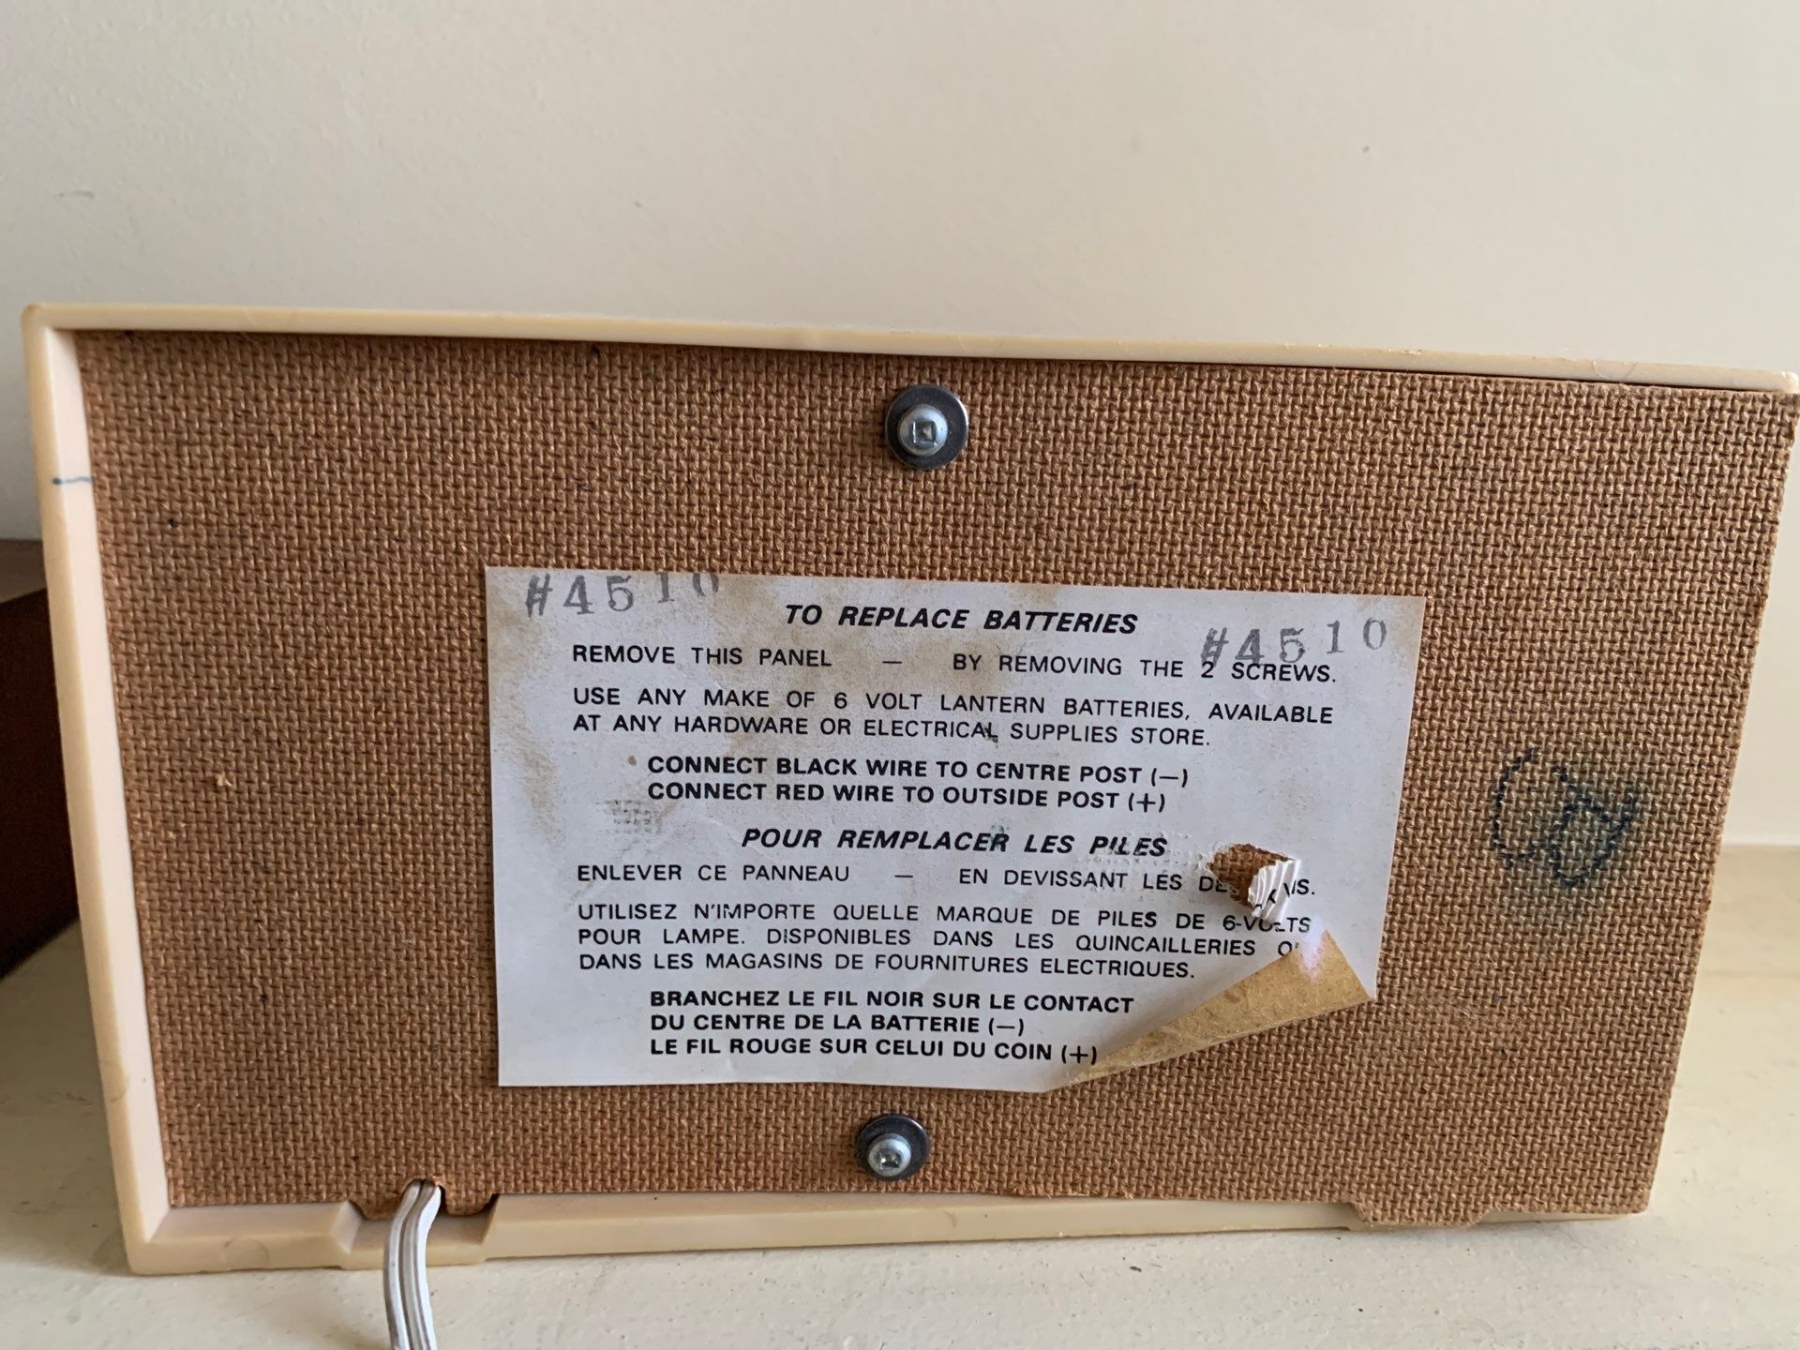 #4510
TO REPLACE BATTERIES
#4510
REMOVE THIS PANEL — BY REMOVING THE 2 SCREWS.
USE ANY MAKE OF 6 VOLT LANTERN BATTERIES, AVAILABLE
AT ANY HARDWARE OR ELECTRICAL SUPPLIES STORE.
CONNECT BLACK WIRE TO CENTRE POST (—)
CONNECT RED WIRE TO OUTSIDE POST (+)
POUR REMPLACER LES PILES
ENLEVER CE PANNEAU — EN DEVISSANT LES
UTILISEZ N'IMPORTE QUELLE MARQUE DE PILES DE 6-VOLTS
POUR LAMPE. DISPONIBLES DANS LES QUINCAILLERIES
DANS LES MAGASINS DE FOURNITURES ELECTRIQUES.
BRANCHEZ LE FIL NOIR SUR LE CONTACT
DU CENTRE DE LA BATTERIE (—)
LE FIL ROUGE SUR CELUI DU COIN (+)